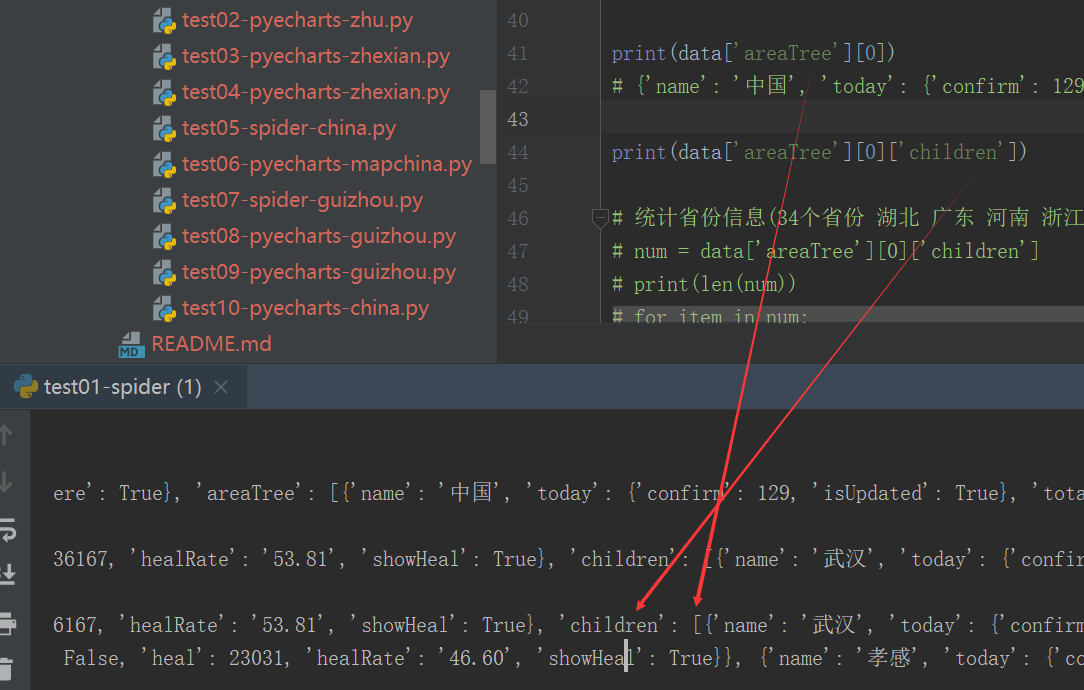 test02-pyecharts-zhu.py
test03-pyecharts-zhexian.py
test04-pyecharts-zhexian.py
test05-spider-china.py
test06-pyecharts-mapchina.py
test07-spider-guizhou.py
test08-pyecharts-guizhou.py
test09-pyecharts-guizhou.py
test10-pyecharts-china.py
MD README.md
40
41 print(data['areaTree'][0])
42 # {'name': '中国', 'today': {'confirm': 129
43
44 print(data['areaTree'][0]['children'])
45
46 # 统计省份信息(34个省份 湖北 广东 河南 浙江
47 # num = data['areaTree'][0]['children']
48 # print(len(num))
49 # for item in num:
test01-spider (1)
ere': True}, 'areaTree': [{'name': '中国', 'today': {'confirm': 129, 'isUpdated': True}, 'tota
36167, 'healRate': '53.81', 'showHeal': True}, 'children': [{'name': '武汉', 'today': {'confir
6167, 'healRate': '53.81', 'showHeal': True}, 'children': [{'name': '武汉', 'today': {'confirm
False, 'heal': 23031, 'healRate': '46.60', 'showHeal': True}}, {'name': '孝感', 'today': {'co